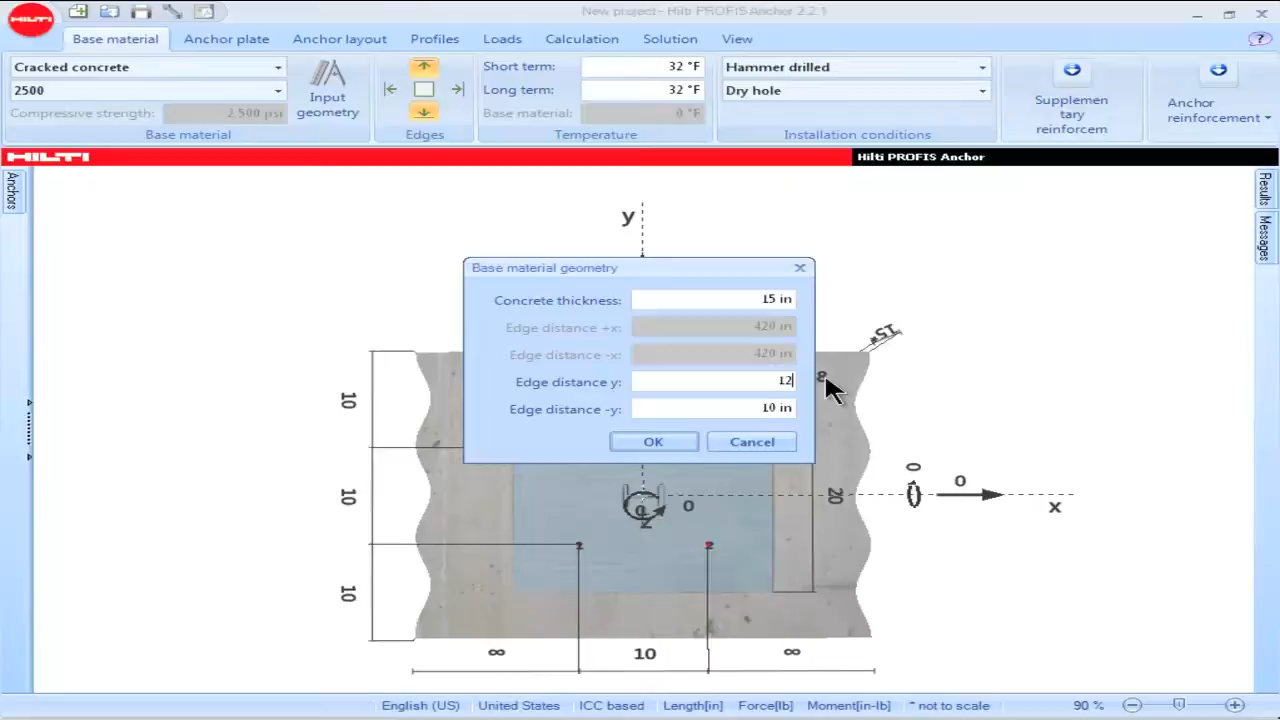 HILTI
New project - Hilti PROFIS Anchor 2.2.1
Base material
Anchor plate
Anchor layout
Profiles
Loads
Calculation
Solution
View
Cracked concrete
2500
Compressive strength:
2 500 psi
Base material
Input
geometry
Edges
Short term:
32 °F
Long term:
32 °F
Base material:
0 °F
Temperature
Hammer drilled
Dry hole
Installation conditions
Supplemen
tary
reinforcem
Anchor
reinforcement
HILTI
Hilti PROFIS Anchor
Anchors
Results
Messages
y
Base material geometry
Concrete thickness:
15 in
Edge distance +x:
420 in
Edge distance -x:
420 in
Edge distance y:
12
Edge distance -y:
10 in
OK
Cancel
15
8
10
10
10
20
0
0
0
0
z
x
∞
10
∞
English (US)
United States
ICC based
Length[in]
Force[lb]
Moment[in-lb]
* not to scale
90 %